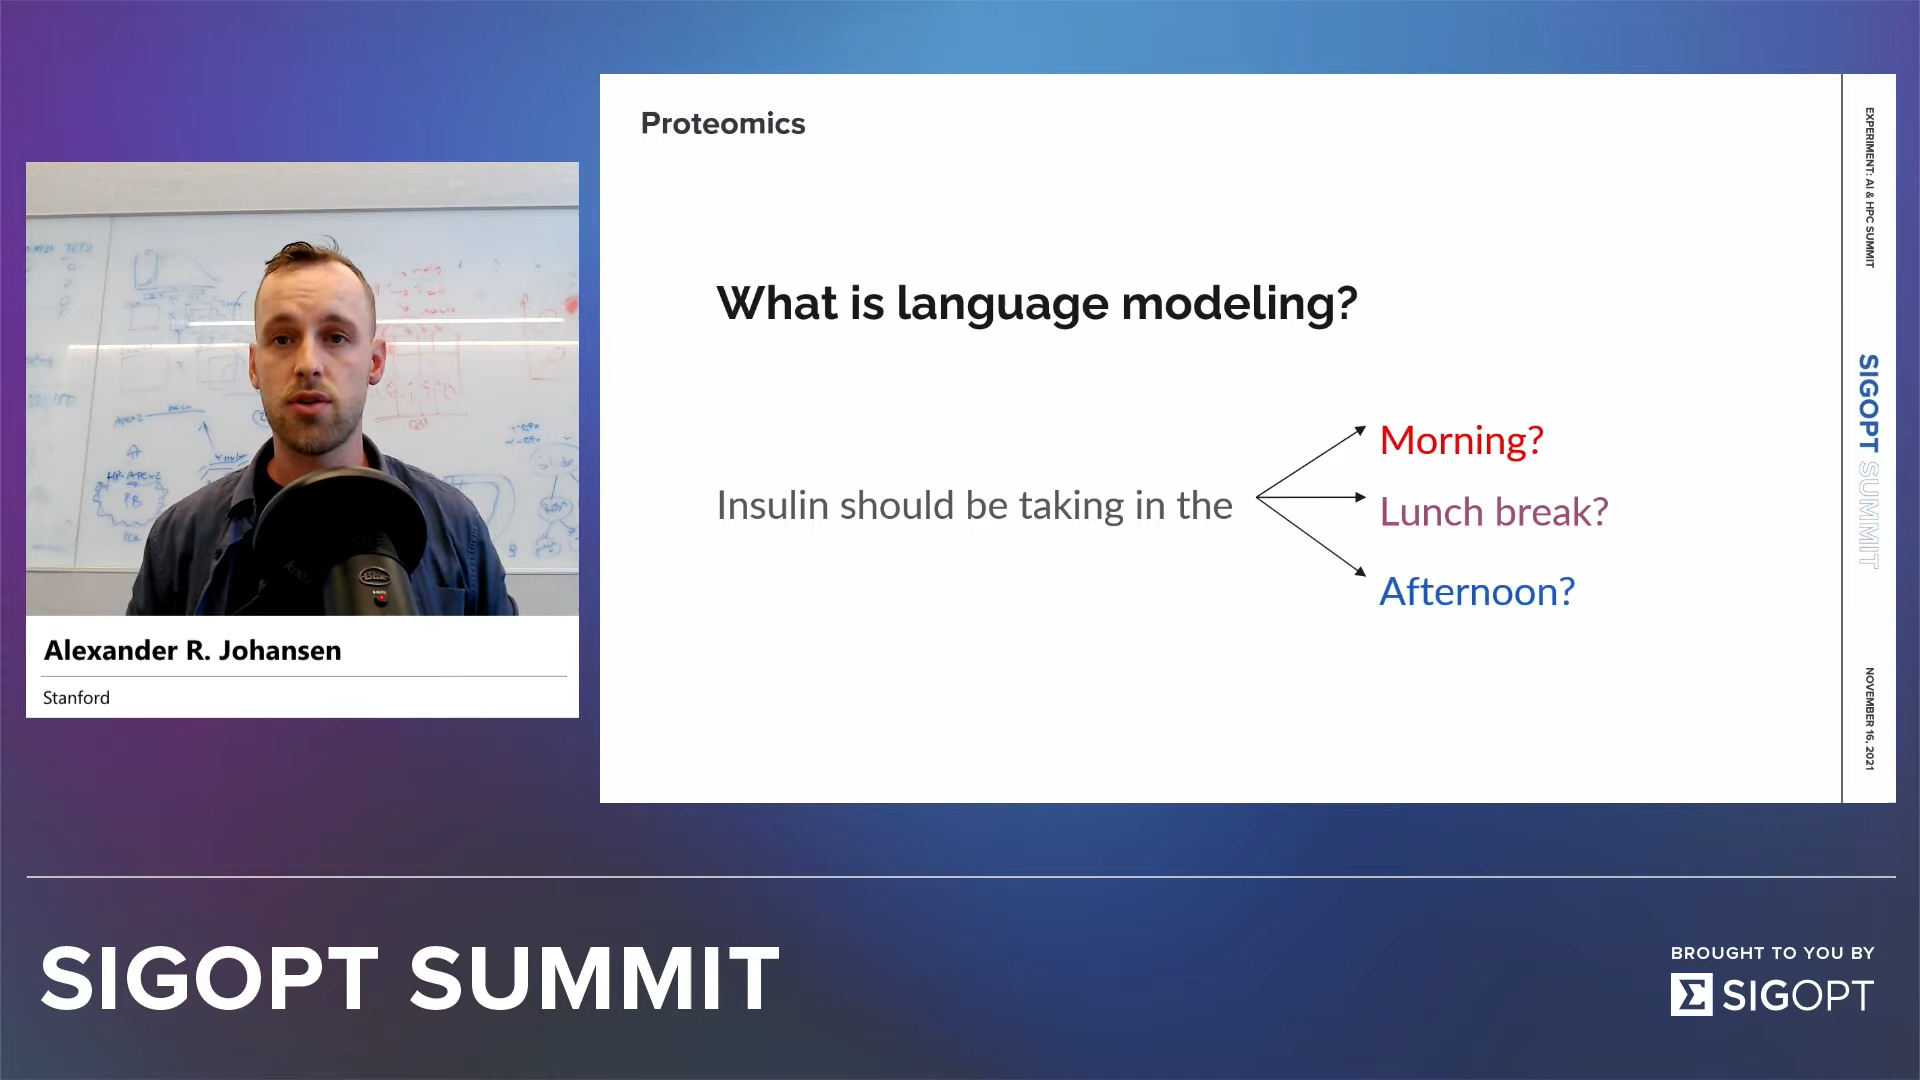 Proteomics
What is language modeling?
Insulin should be taking in the
Morning?
Lunch break?
Afternoon?
EXPERIMENT: AI & HPC SUMMIT
SIGOPT SUMMIT
NOVEMBER 16, 2021
Alexander R. Johansen
Stanford
SIGOPT SUMMIT
BROUGHT TO YOU BY
SIGOPT